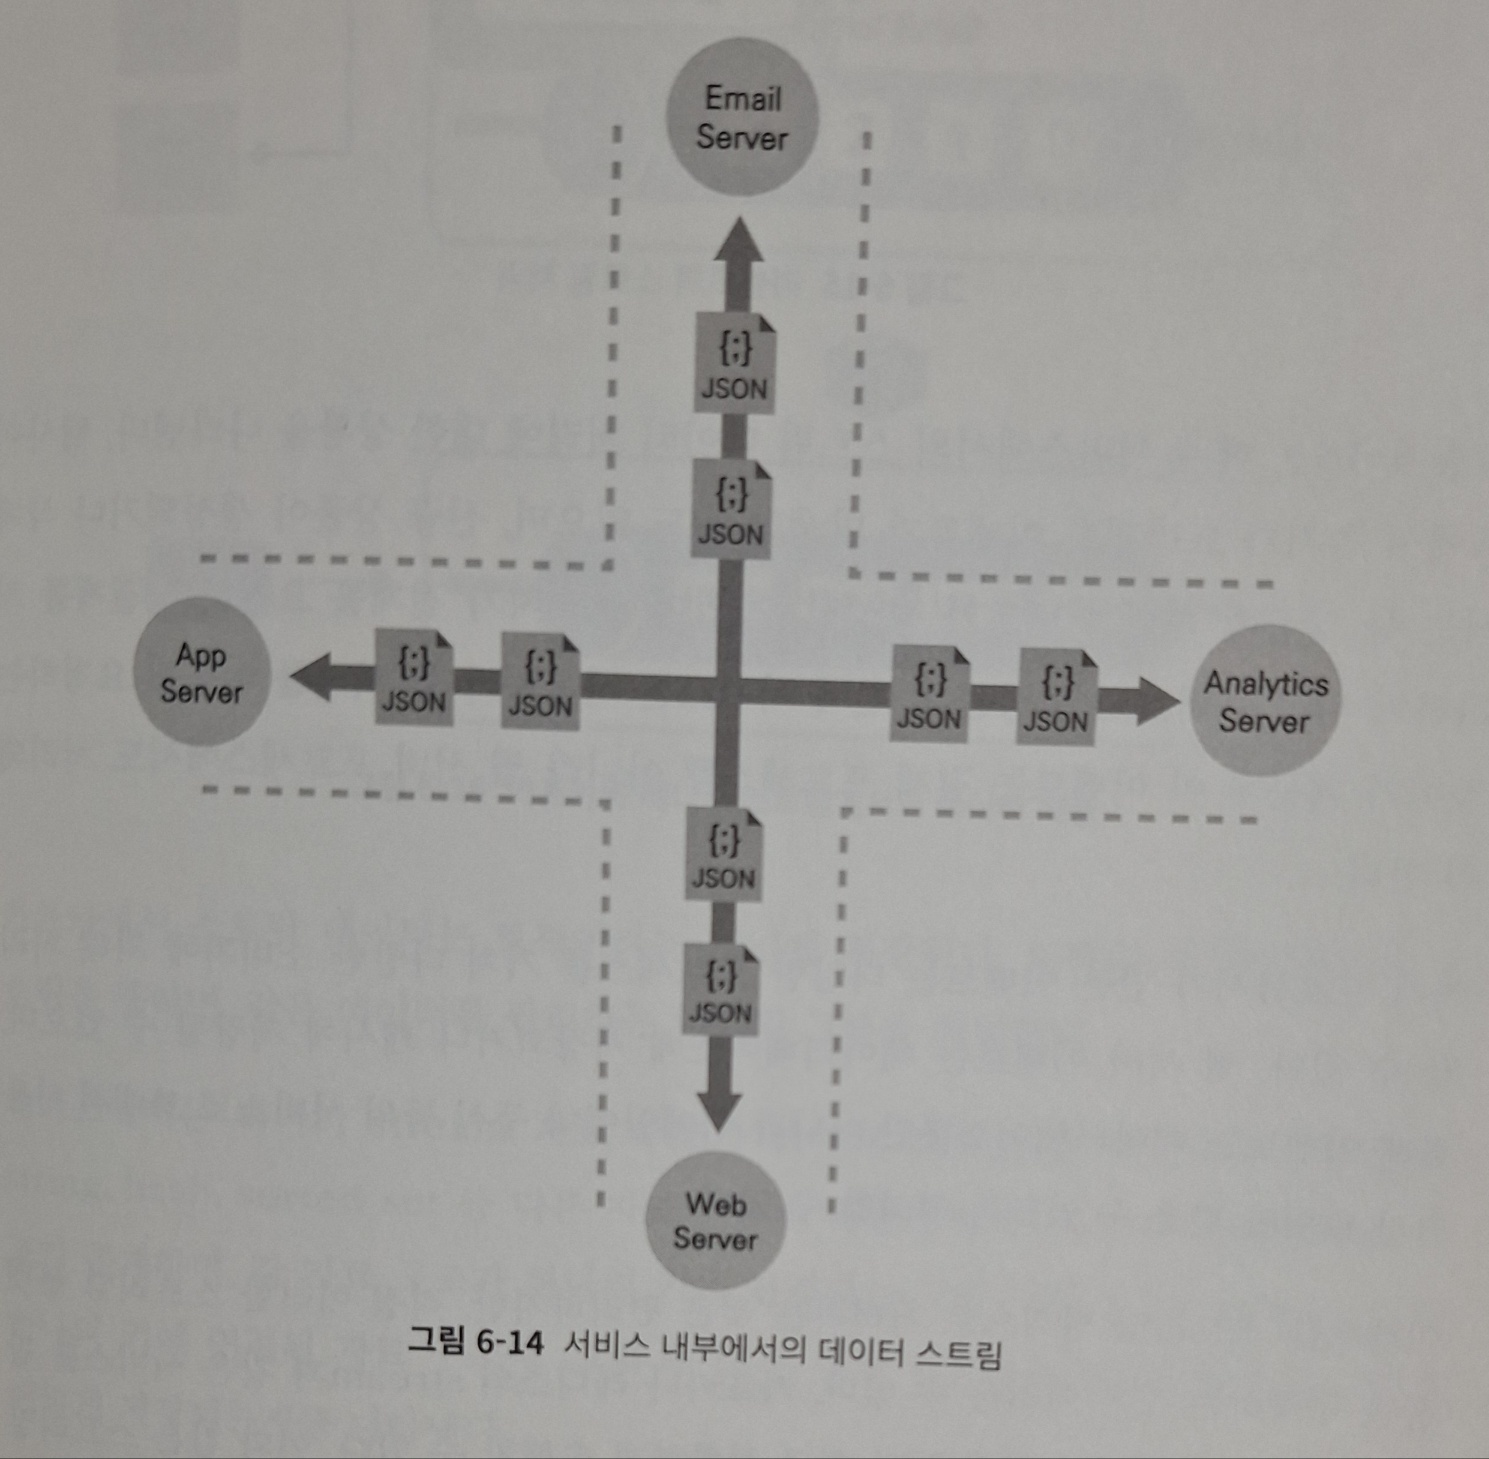 Email
Server
{;}
JSON
{;}
JSON
App
Server
{;}
JSON
{;}
JSON
{;}
JSON
{;}
JSON
Analytics
Server
{;}
JSON
{;}
JSON
Web
Server
그림 6-14 서비스 내부에서의 데이터 스트림